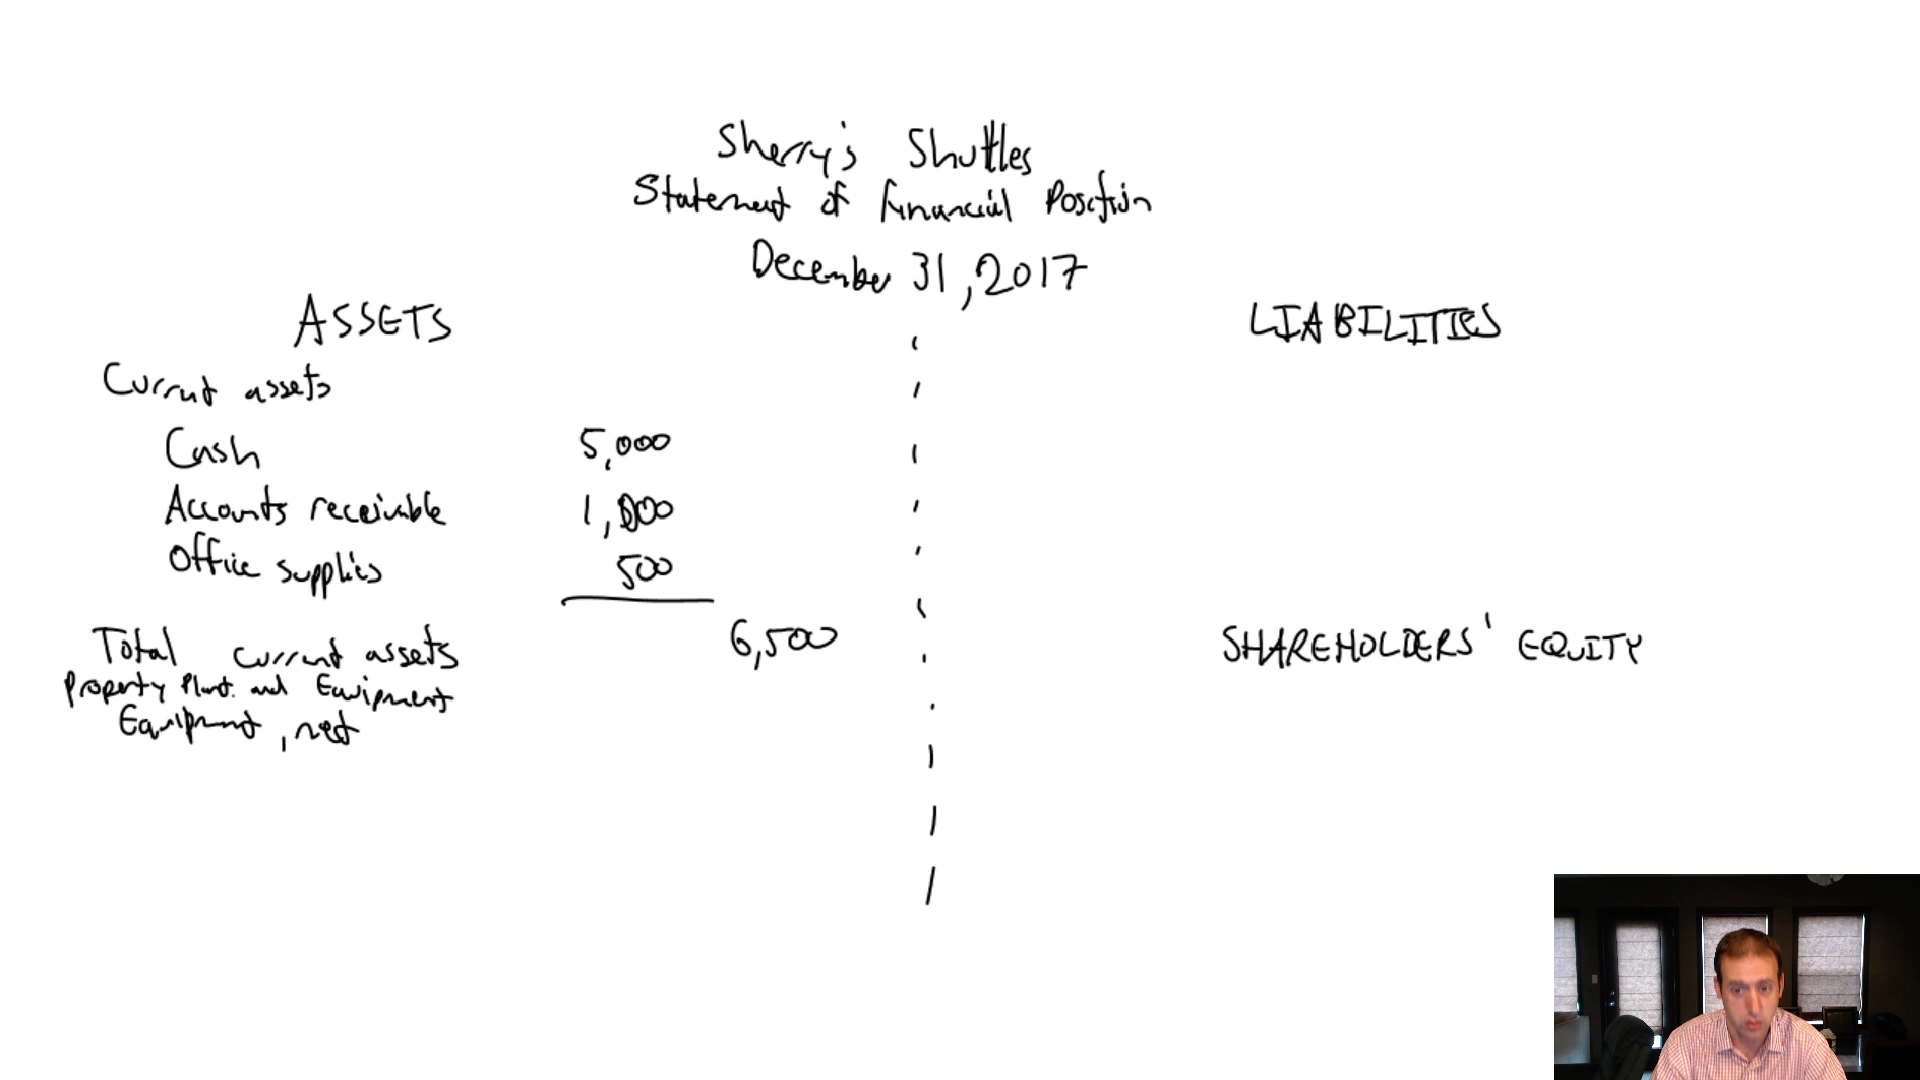 Sherry's Shuttles
Statement of Financial Position
December 31, 2017
ASSETS
Current assets
Cash 5,000
Accounts receivable 1,000
Office supplies 500
Total current assets 6,500
Property Plant and Equipment
Equipment, net
LIABILITIES
SHAREHOLDERS' EQUITY